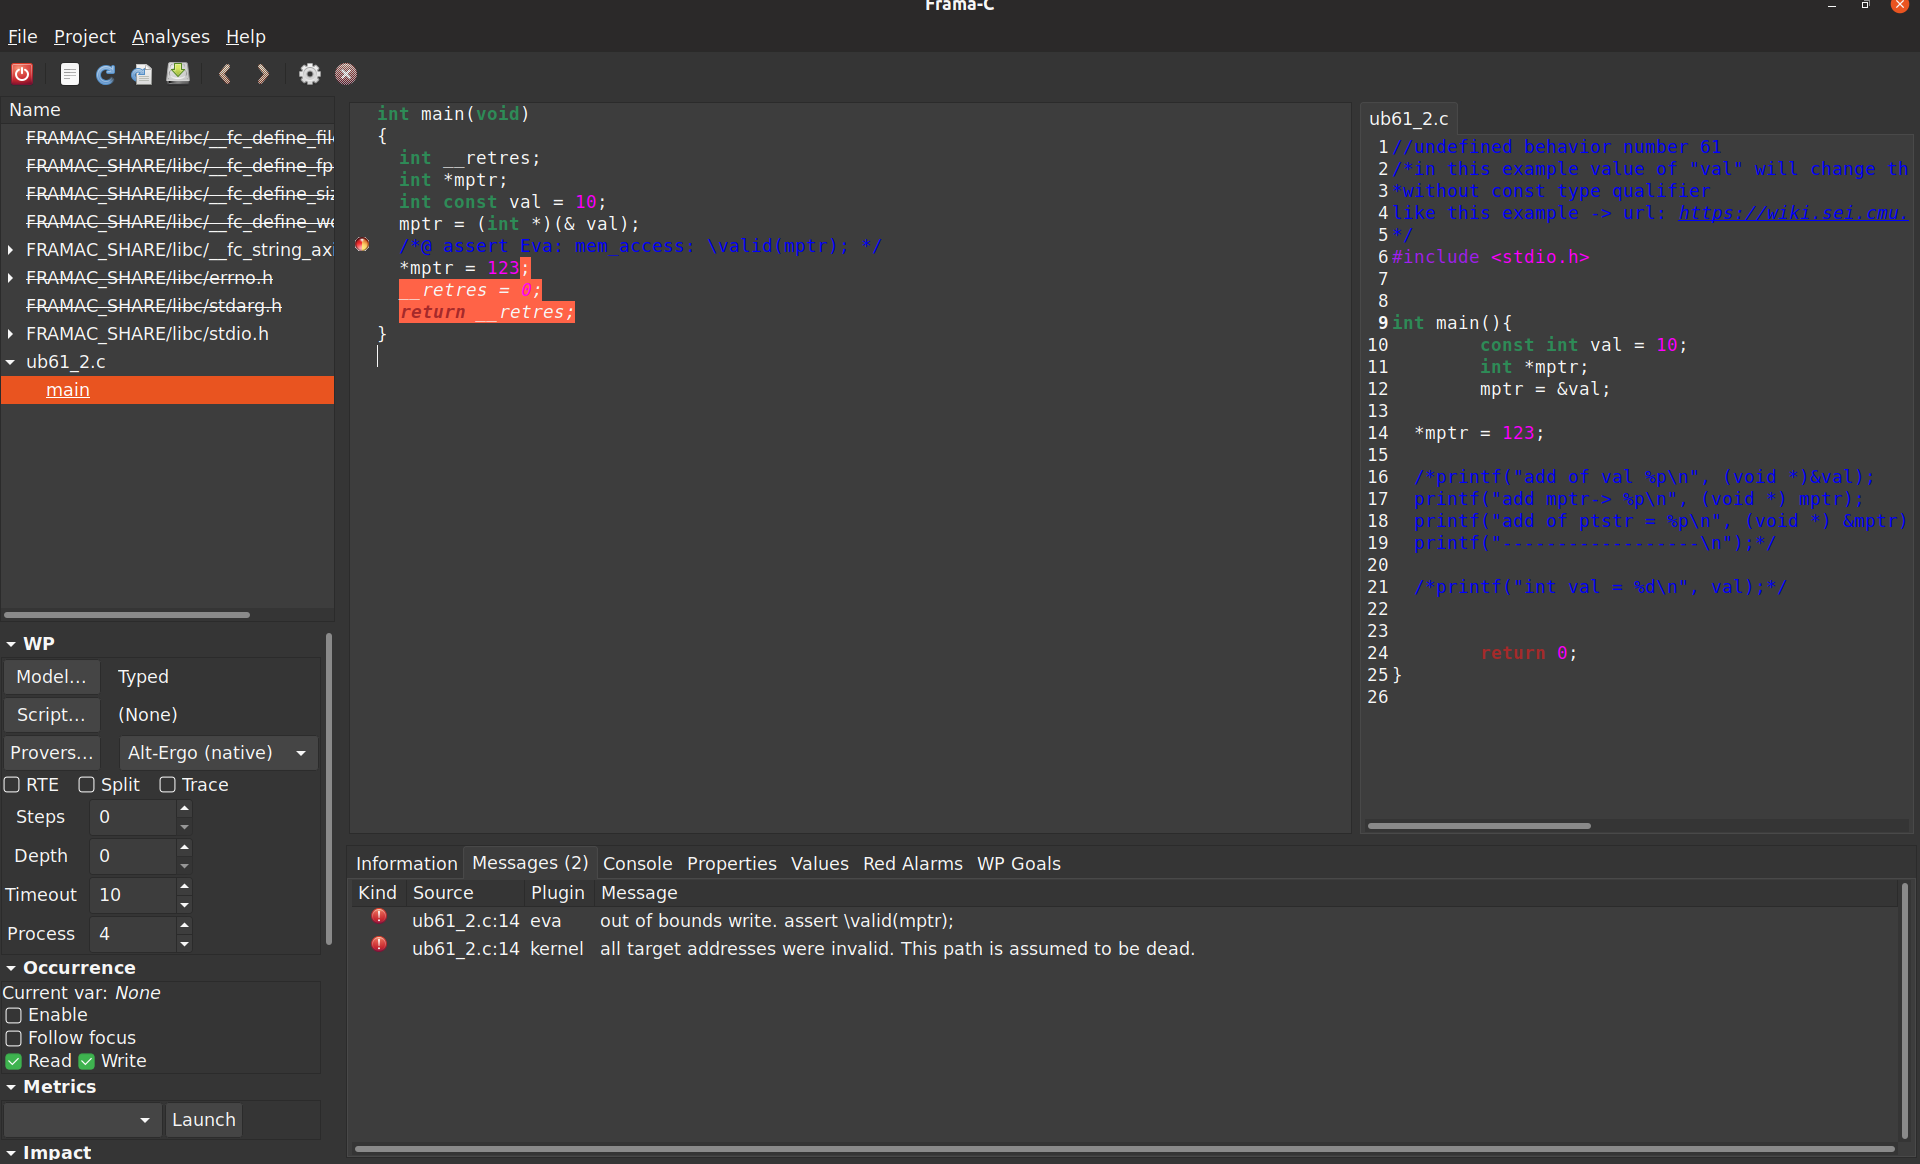 Frama-C
File Project Analyses Help
Name
FRAMAC_SHARE/libc/__fc_define_fil
FRAMAC_SHARE/libc/__fc_define_fp
FRAMAC_SHARE/libc/__fc_define_siz
FRAMAC_SHARE/libc/__fc_define_wc
FRAMAC_SHARE/libc/__fc_string_axi
FRAMAC_SHARE/libc/errno.h
FRAMAC_SHARE/libc/stdarg.h
FRAMAC_SHARE/libc/stdio.h
ub61_2.c
main
WP
Model... Typed
Script... (None)
Provers... Alt-Ergo (native)
RTE Split Trace
Steps 0
Depth 0
Timeout 10
Process 4
Occurrence
Current var: None
Enable
Follow focus
Read Write
Metrics
Launch
Impact
int main(void)
{
int __retres;
int *mptr;
int const val = 10;
mptr = (int *)(& val);
/*@ assert Eva: mem_access: \valid(mptr); */
*mptr = 123;
__retres = 0;
return __retres;
}
ub61_2.c
1 //undefined behavior number 61
2 /*in this example value of "val" will change th
3 *without const type qualifier
4 like this example -> url: https://wiki.sei.cmu.
5 */
6 #include <stdio.h>
7
8
9 int main(){
10 const int val = 10;
11 int *mptr;
12 mptr = &val;
13
14 *mptr = 123;
15
16 /*printf("add of val %p\n", (void *)&val);
17 printf("add mptr-> %p\n", (void *) mptr);
18 printf("add of ptstr = %p\n", (void *) &mptr)
19 printf("------------------\n");*/
20
21 /*printf("int val = %d\n", val);*/
22
23
24 return 0;
25 }
26
Information Messages (2) Console Properties Values Red Alarms WP Goals
Kind Source Plugin Message
ub61_2.c:14 eva out of bounds write. assert \valid(mptr);
ub61_2.c:14 kernel all target addresses were invalid. This path is assumed to be dead.